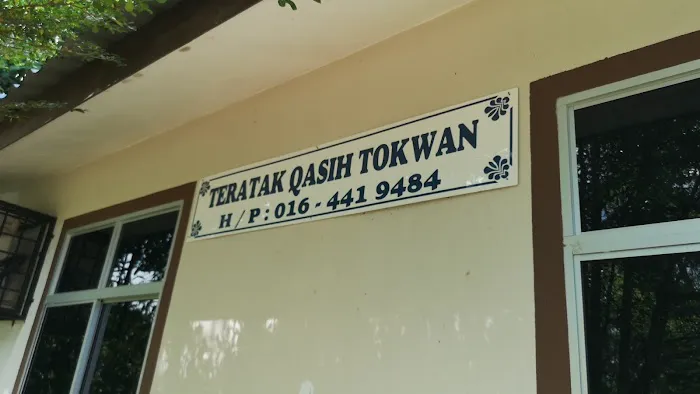 TERATAK QASIH TOKWAN
H / P : 016 - 441 9484